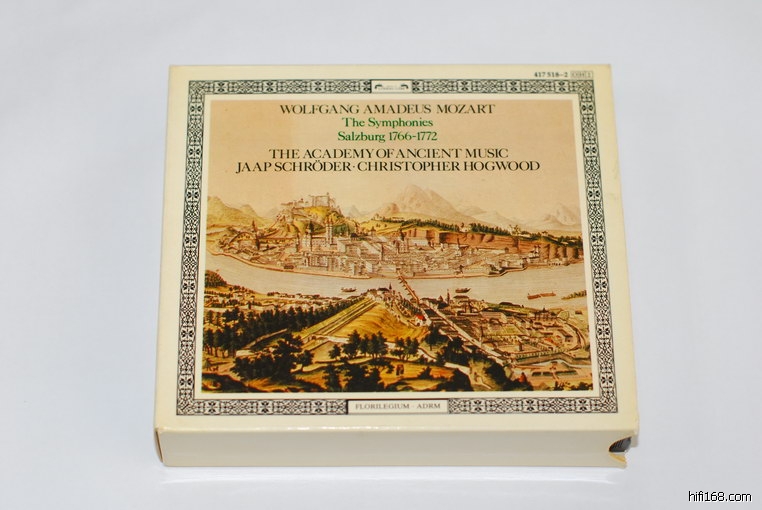 417 518-2
WOLFGANG AMADEUS MOZART
The Symphonies
Salzburg 1766-1772
THE ACADEMY OF ANCIENT MUSIC
JAAP SCHRÖDER · CHRISTOPHER HOGWOOD
FLORILEGIUM · ADRM
hifi168.com